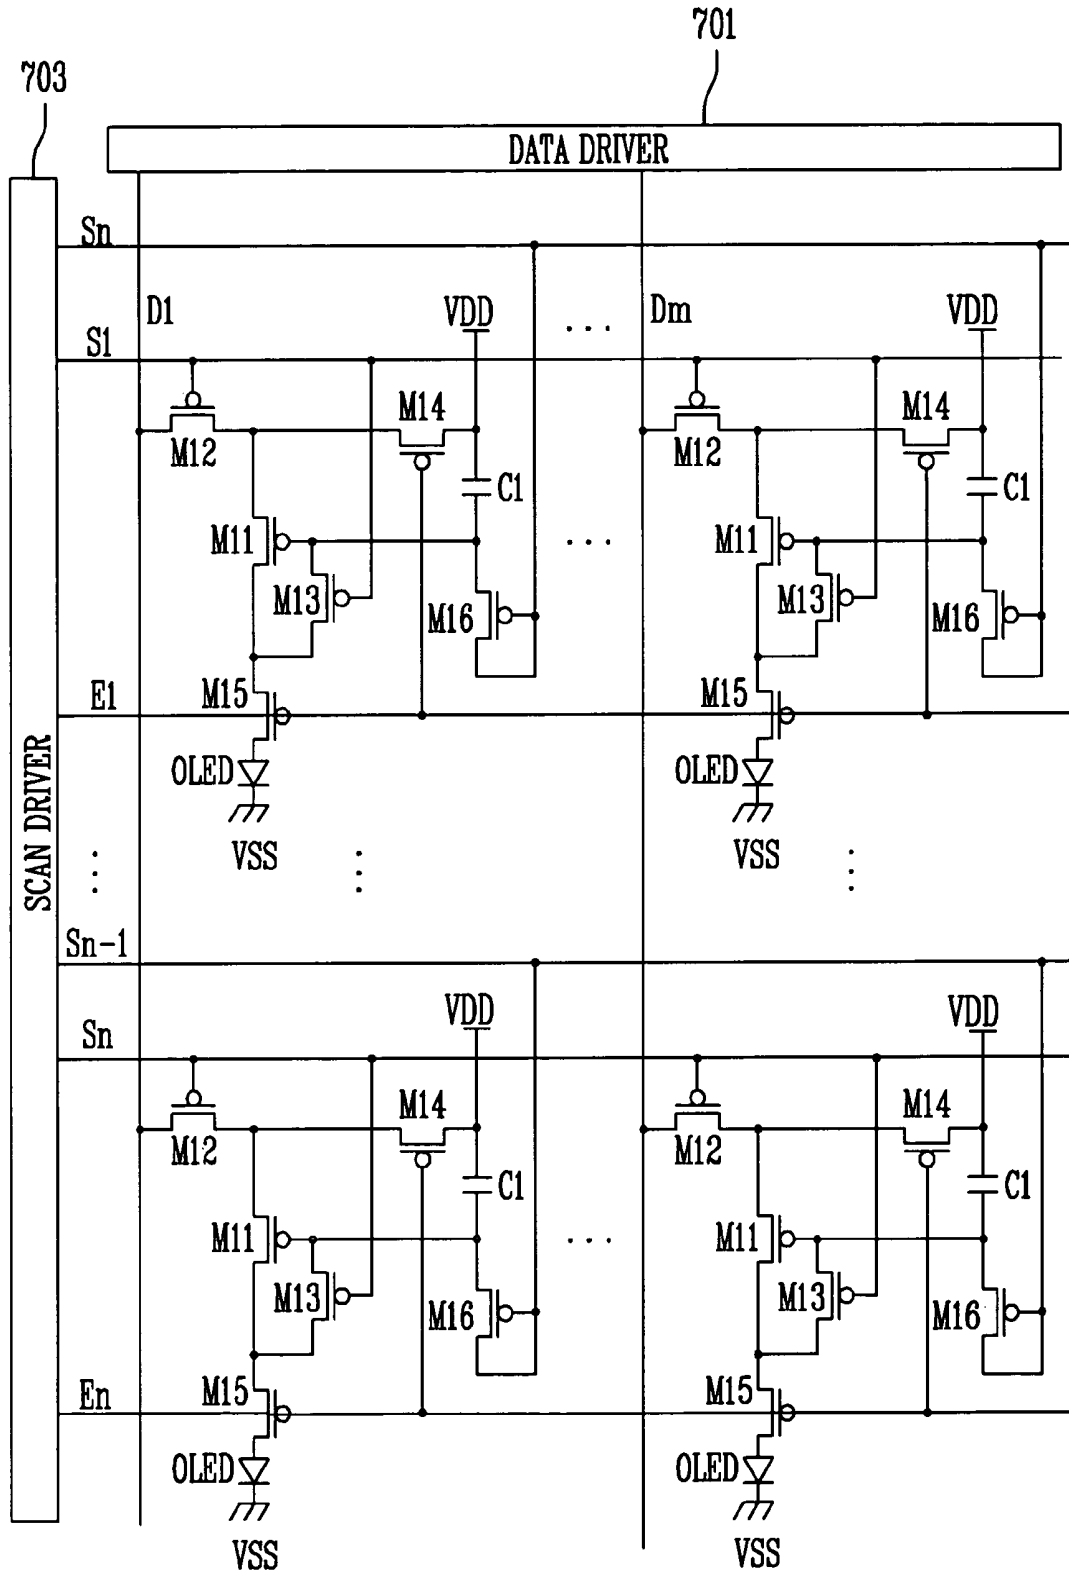 701
703
DATA DRIVER
SCAN DRIVER
Sn
D1
VDD
. . .
Dm
VDD
S1
M14
M14
M12
M12
C1
C1
M11
. . .
M11
M13
M16
M13
M16
M15
M15
E1
OLED
OLED
VSS
VSS
Sn-1
VDD
VDD
Sn
M14
M14
M12
M12
C1
C1
M11
. . .
M11
M13
M16
M13
M16
M15
M15
En
OLED
OLED
VSS
VSS